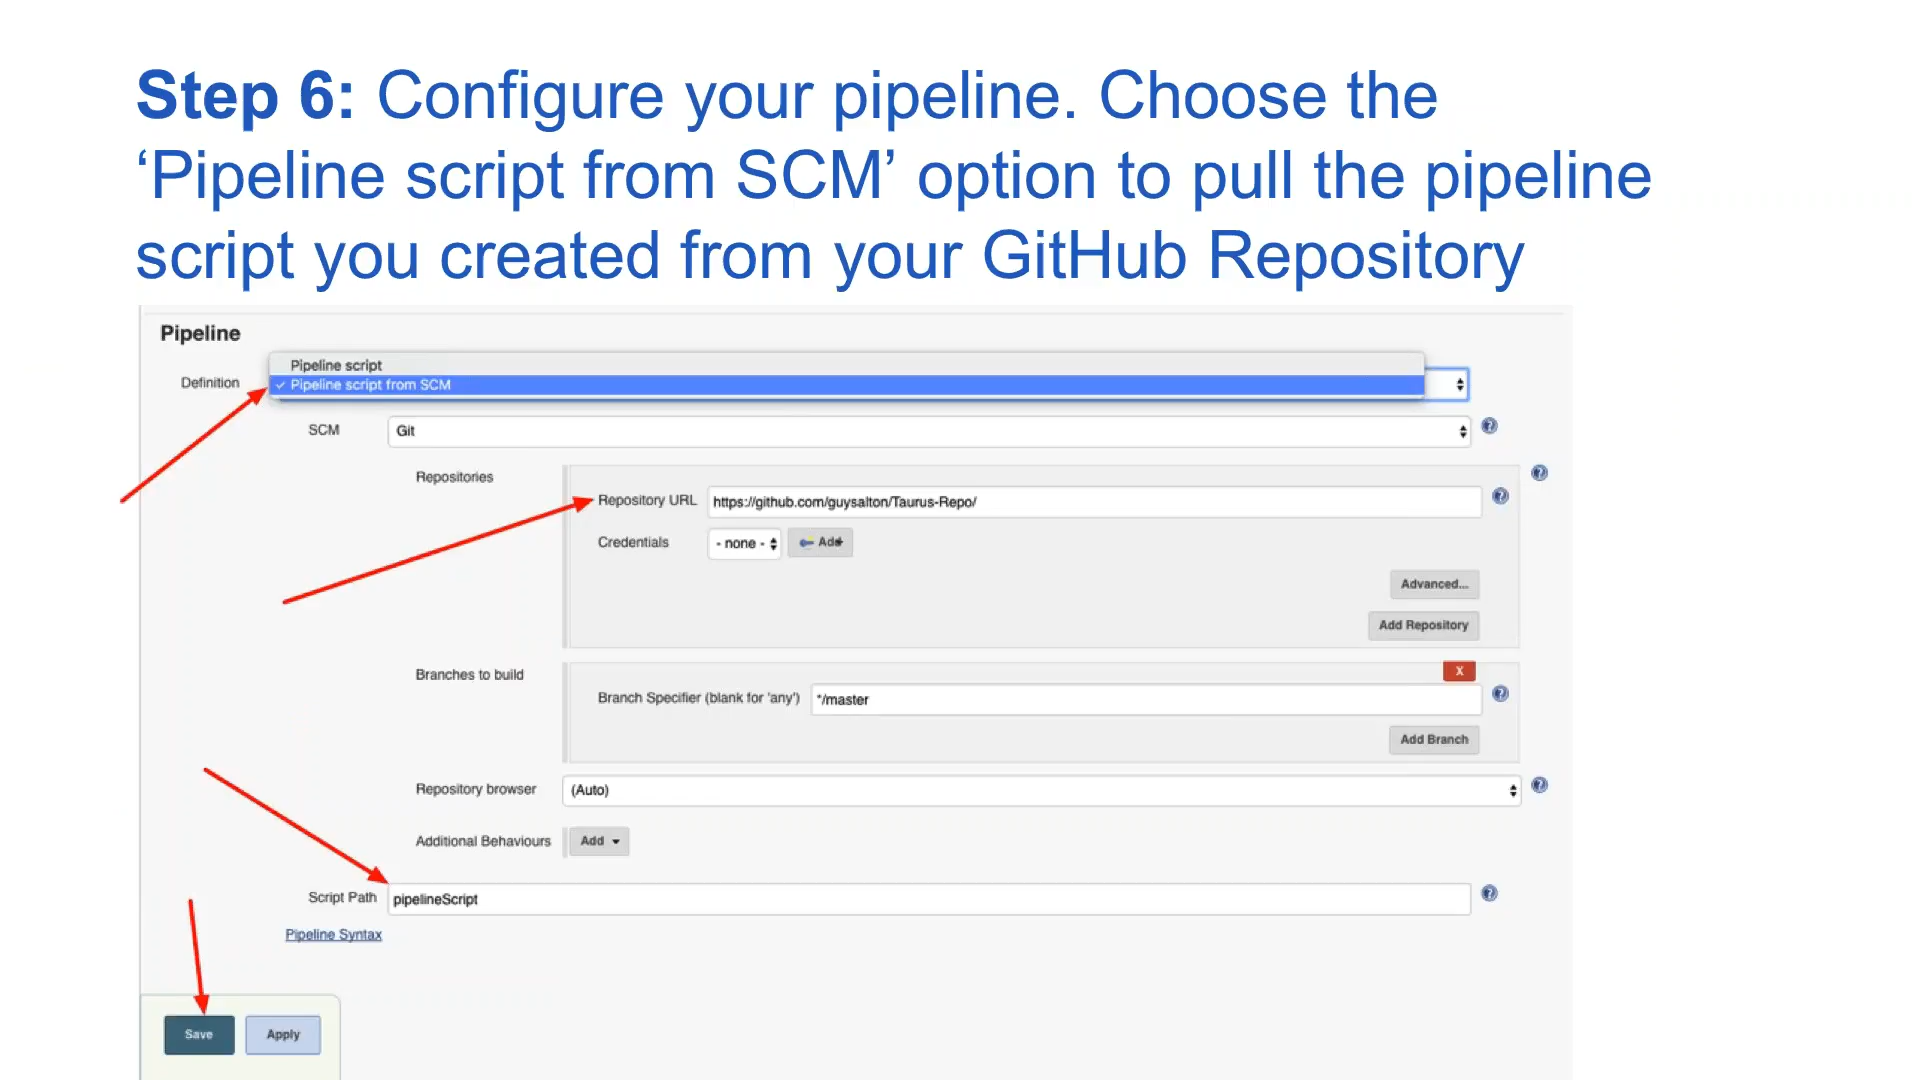 Step 6: Configure your pipeline. Choose the
‘Pipeline script from SCM’ option to pull the pipeline
script you created from your GitHub Repository
Pipeline
Pipeline script
Definition ✓ Pipeline script from SCM
SCM Git
Repositories
Repository URL https://github.com/guysalton/Taurus-Repo/
Credentials - none - Add
Advanced...
Add Repository
Branches to build X
Branch Specifier (blank for 'any') */master
Add Branch
Repository browser (Auto)
Additional Behaviours Add
Script Path pipelineScript
Pipeline Syntax
Save Apply